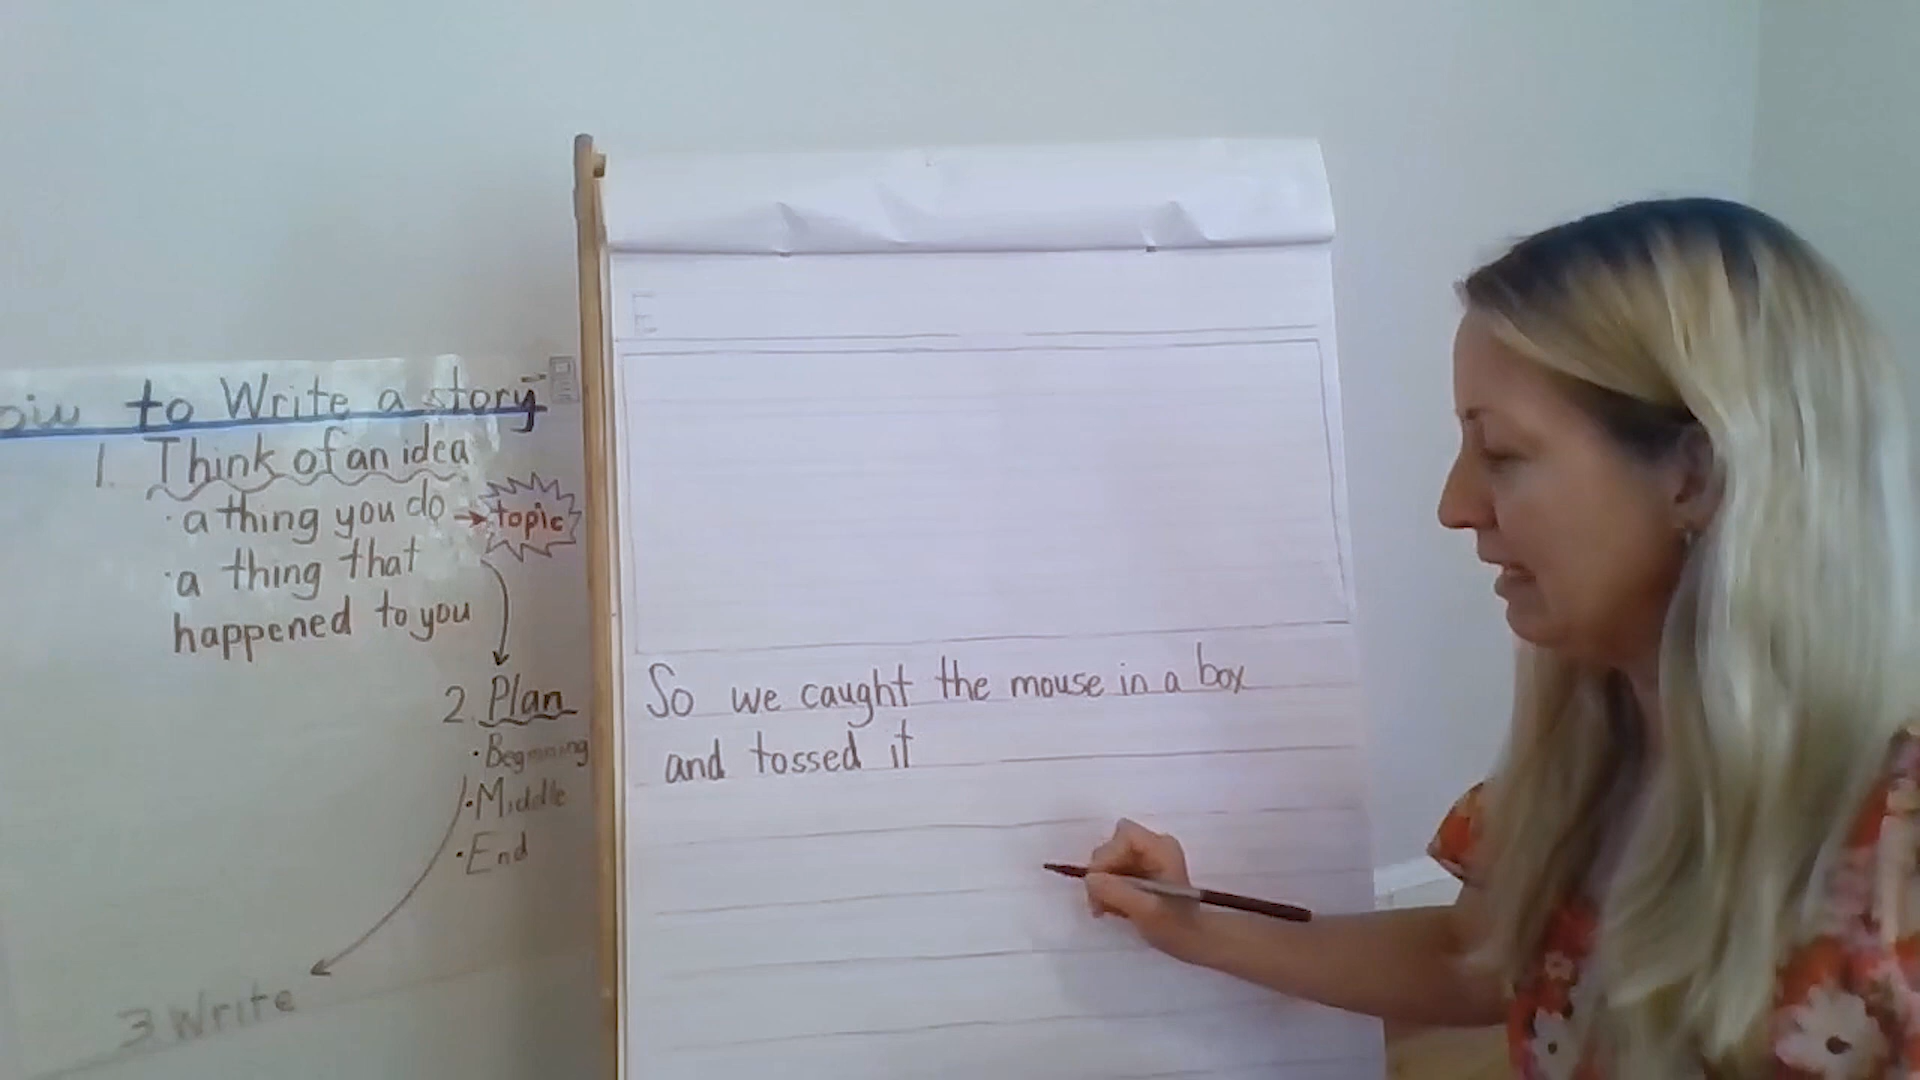 to Write a story
1. Think of an idea
· a thing you do → topic
· a thing that
happened to you
2. Plan
· Beginning
· Middle
· End
3 Write
E
So we caught the mouse in a box
and tossed it